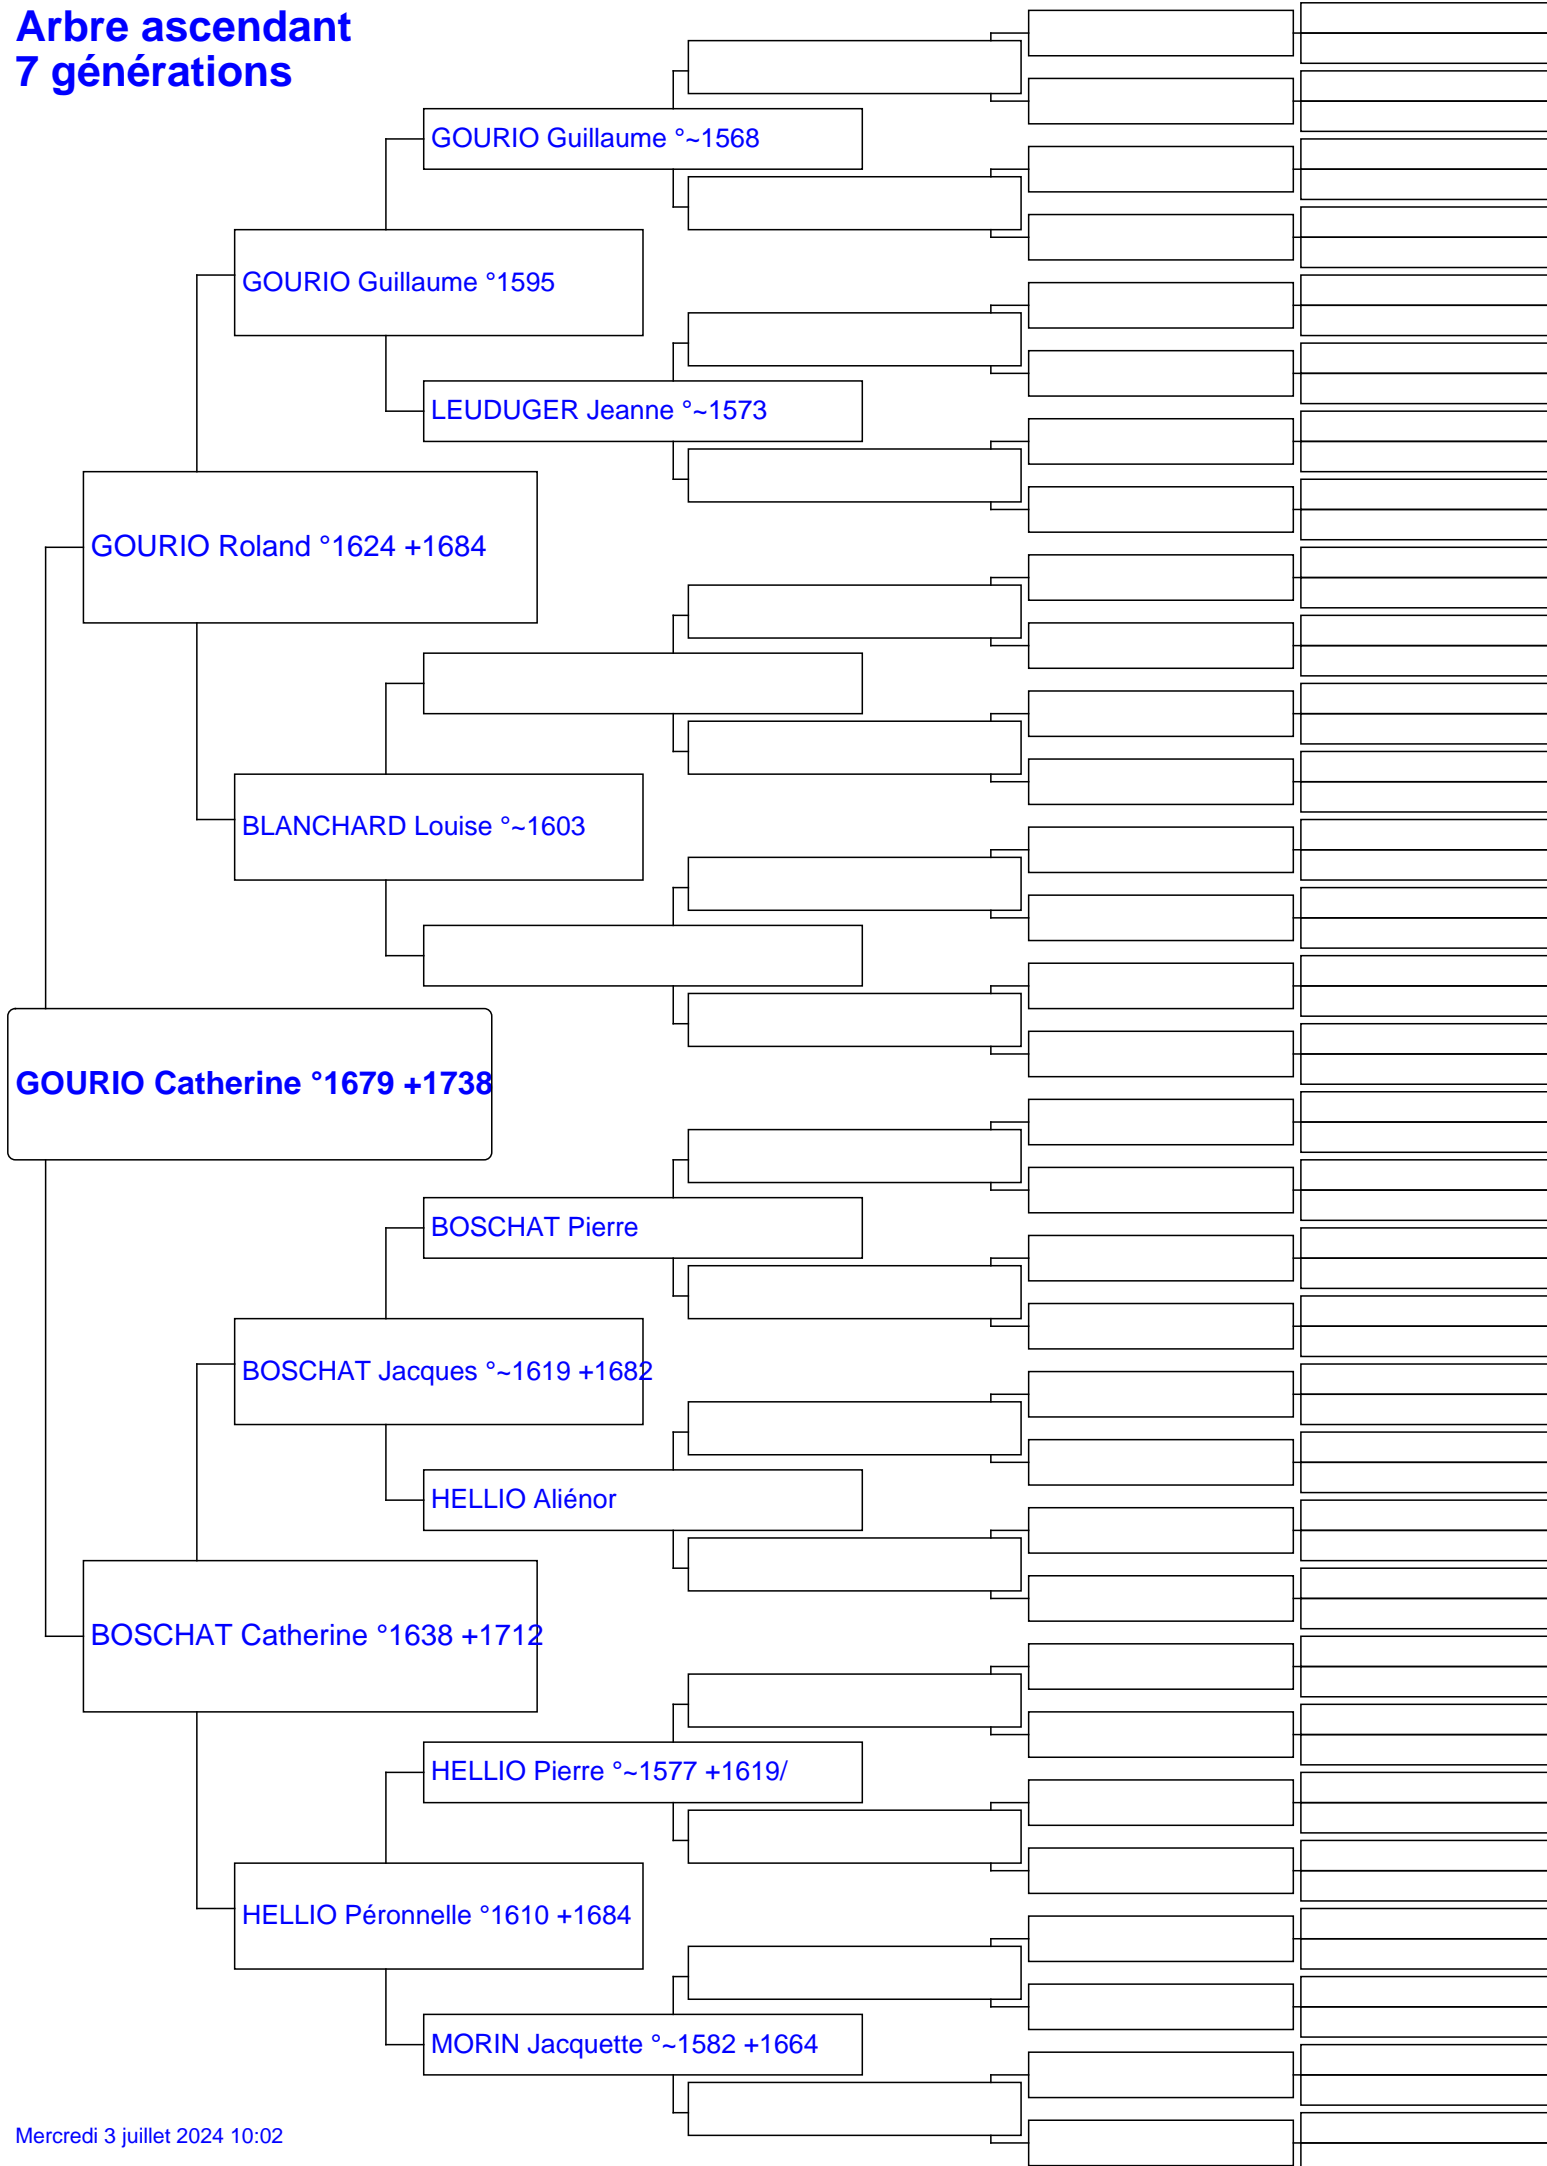 Arbre ascendant
7 générations
GOURIO Guillaume °~1568
GOURIO Guillaume °1595
LEUDUGER Jeanne °~1573
GOURIO Roland °1624 +1684
BLANCHARD Louise °~1603
GOURIO Catherine °1679 +1738
BOSCHAT Pierre
BOSCHAT Jacques °~1619 +1682
HELLIO Aliénor
BOSCHAT Catherine °1638 +1712
HELLIO Pierre °~1577 +1619/
HELLIO Péronnelle °1610 +1684
MORIN Jacquette °~1582 +1664
Mercredi 3 juillet 2024 10:02